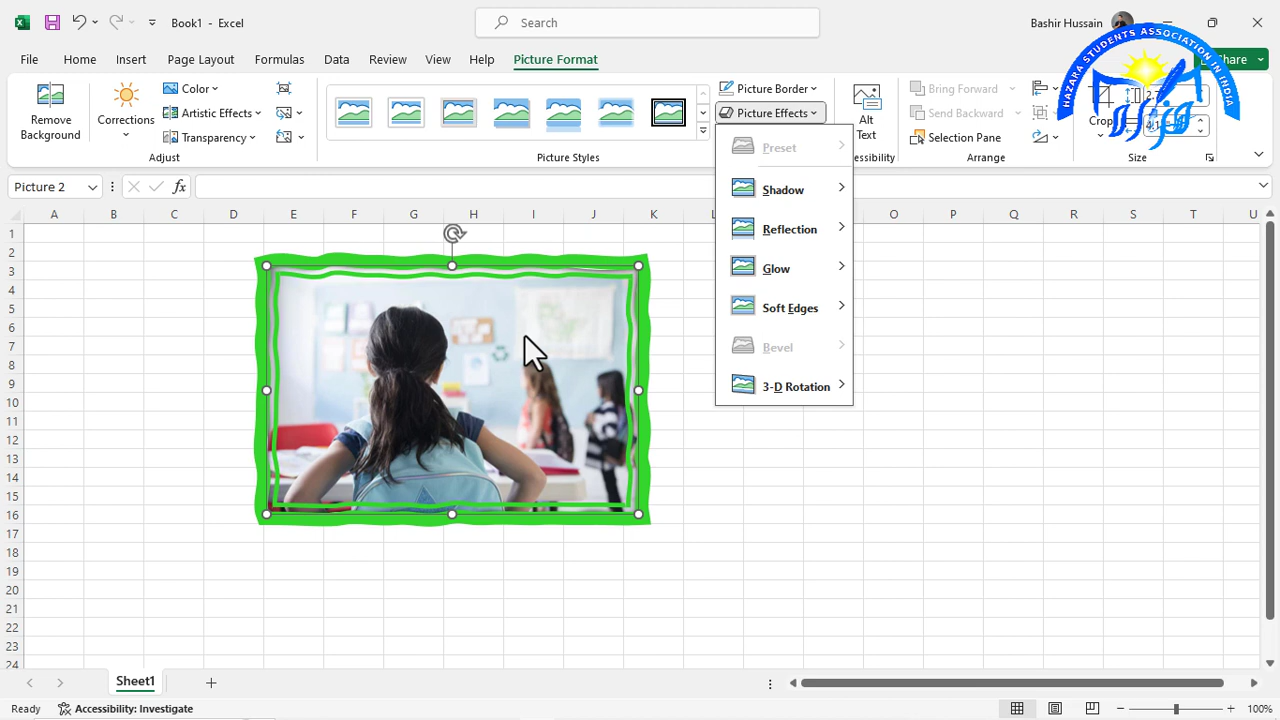 Book1 - Excel
Search
Bashir Hussain
File Home Insert Page Layout Formulas Data Review View Help Picture Format
Share
Remove Background
Corrections
Color
Artistic Effects
Transparency
Adjust
Picture Styles
Picture Border
Picture Effects
Alt Text
Bring Forward
Send Backward
Selection Pane
Arrange
Crop
Size
HAZARA STUDENTS ASSOCIATION IN INDIA
Preset
Shadow
Reflection
Glow
Soft Edges
Bevel
3-D Rotation
Picture 2
fx
A B C D E F G H I J K L N O P Q R S T U
1
2
3
4
5
6
7
8
9
10
11
12
13
14
15
16
17
18
19
20
21
22
23
24
Sheet1
Ready
Accessibility: Investigate
100%